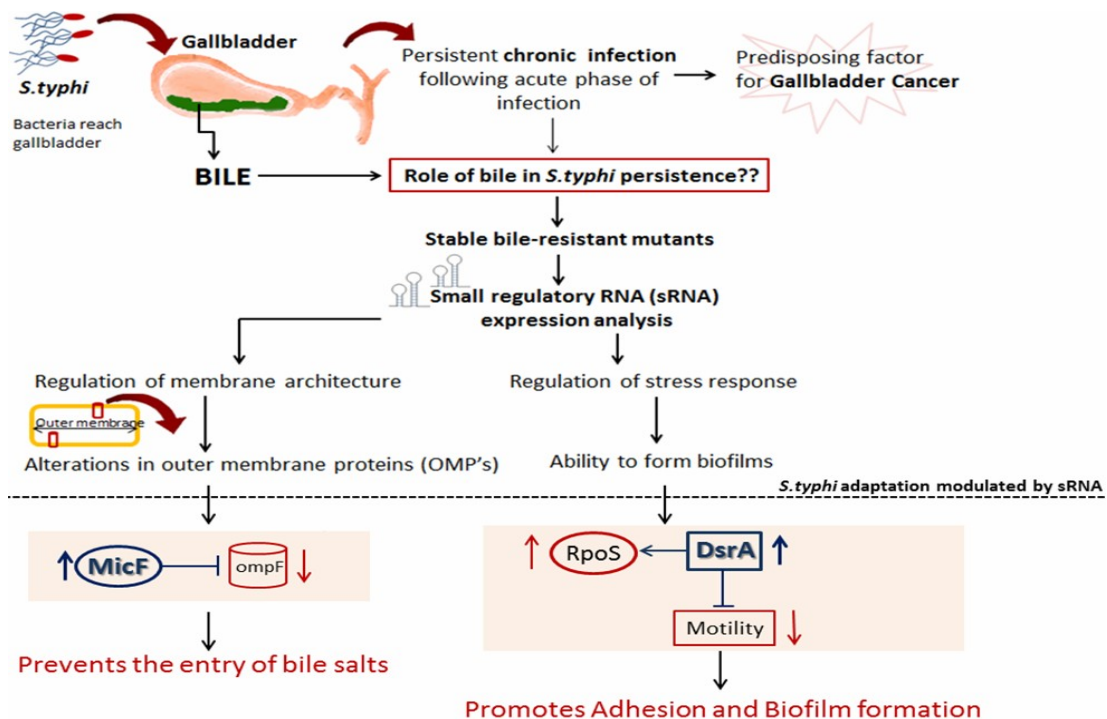 S.typhi
Bacteria reach
gallbladder
Gallbladder
Persistent chronic infection
following acute phase of
infection
Predisposing factor
for Gallbladder Cancer
BILE
Role of bile in S.typhi persistence??
Stable bile-resistant mutants
Small regulatory RNA (sRNA)
expression analysis
Regulation of membrane architecture
Regulation of stress response
Outer membrane
Alterations in outer membrane proteins (OMP's)
Ability to form biofilms
S.typhi adaptation modulated by sRNA
MicF
ompF
RpoS
DsrA
Motility
Prevents the entry of bile salts
Promotes Adhesion and Biofilm formation